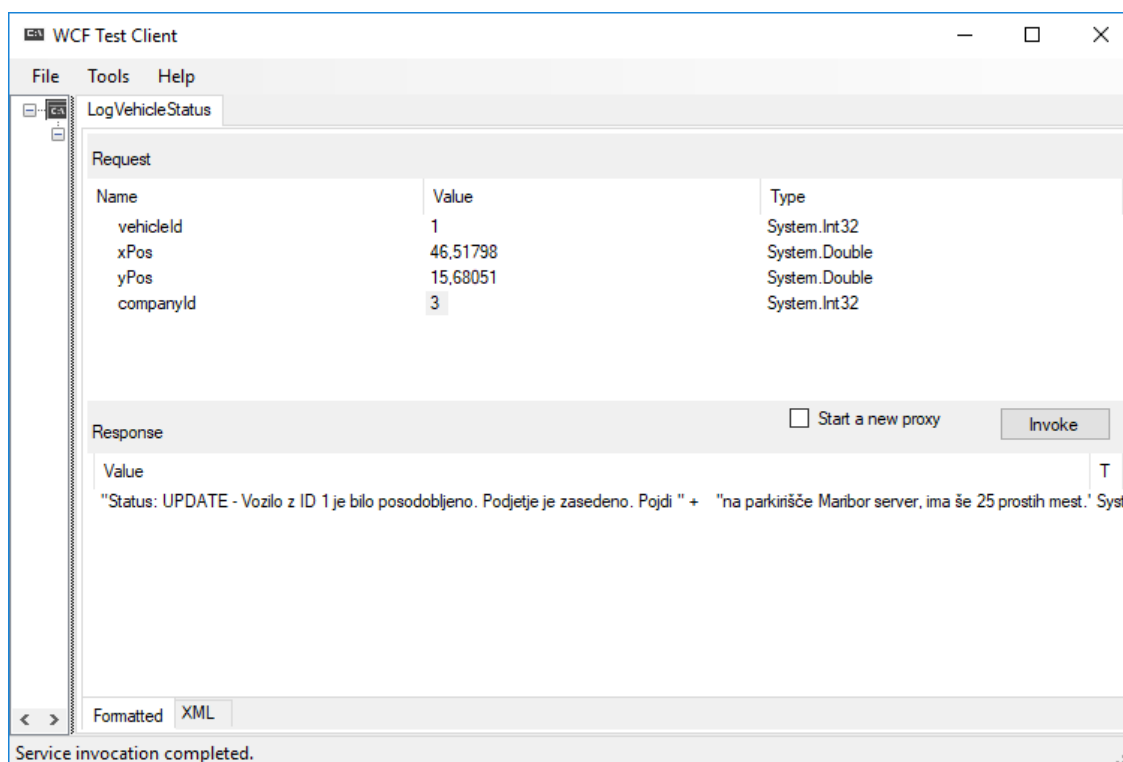 WCF Test Client
File Tools Help
LogVehicleStatus
Request
Name Value Type
vehicleId 1 System.Int32
xPos 46,51798 System.Double
yPos 15,68051 System.Double
companyId 3 System.Int32
Response Start a new proxy Invoke
Value T
"Status: UPDATE - Vozilo z ID 1 je bilo posodobljeno. Podjetje je zasedeno. Pojdi " + "na parkirišče Maribor server, ima še 25 prostih mest." Syst
Formatted XML
Service invocation completed.